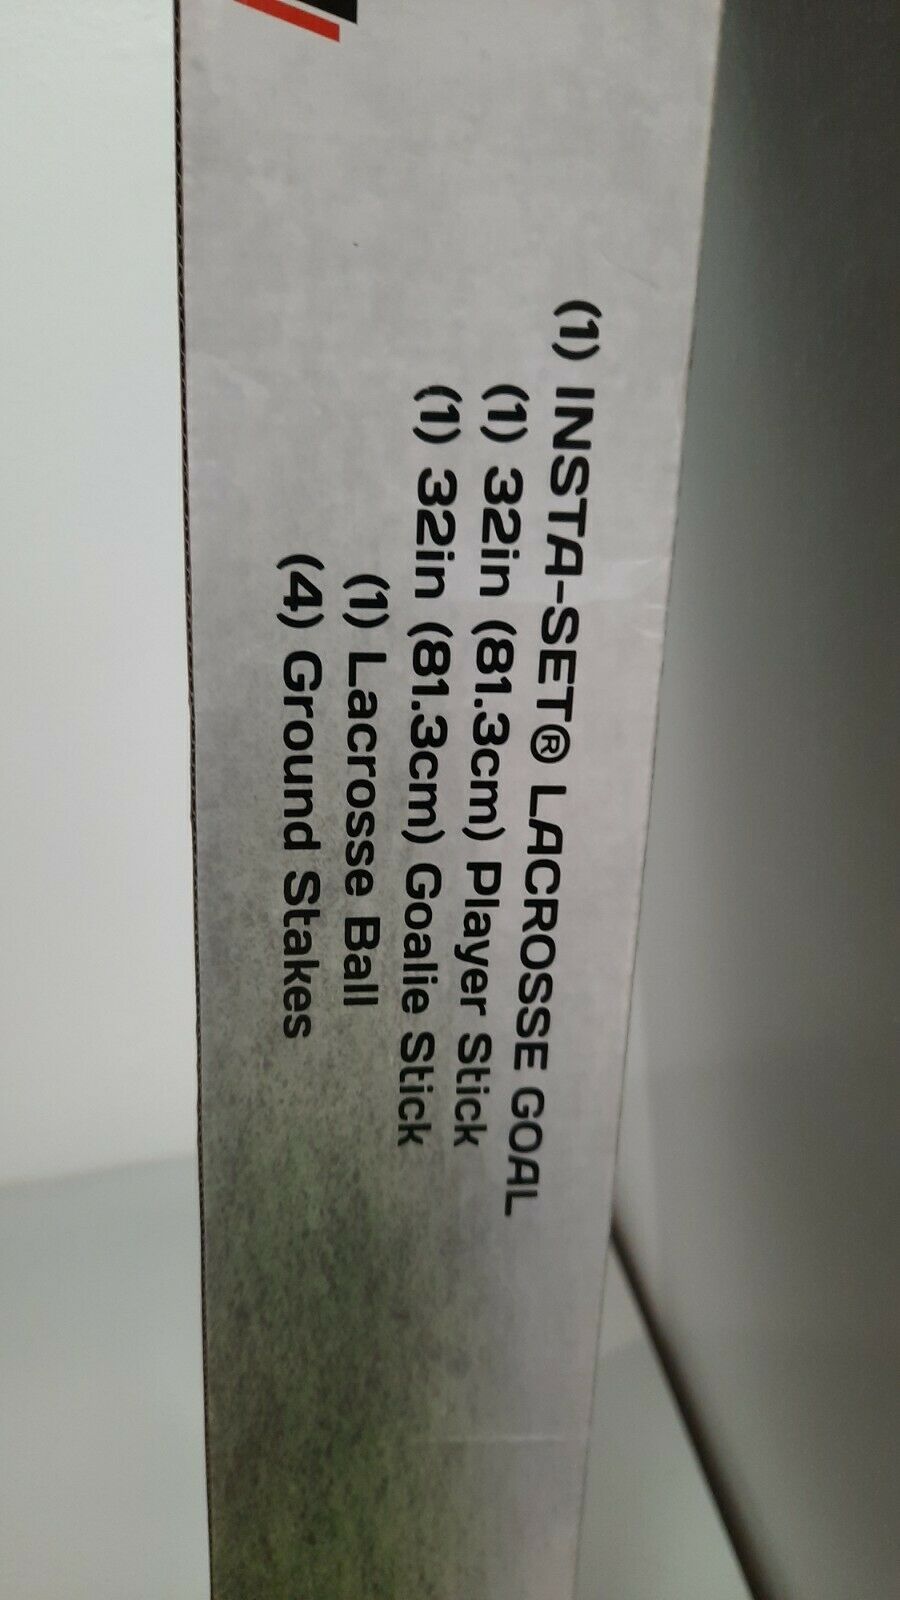 (1) INSTA-SET® LACROSSE GOAL
(1) 32in (81.3cm) Player Stick
(1) 32in (81.3cm) Goalie Stick
(1) Lacrosse Ball
(4) Ground Stakes